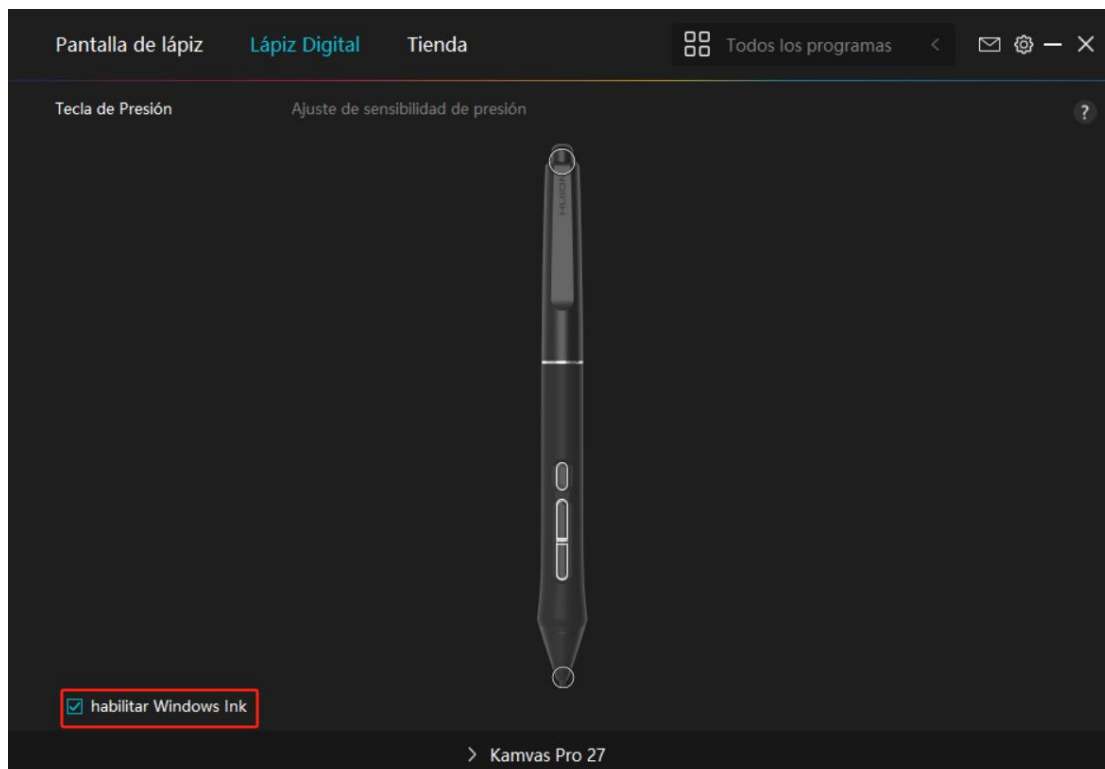 Pantalla de lápiz Lápiz Digital Tienda Todos los programas
Tecla de Presión Ajuste de sensibilidad de presión ?
HUION
habilitar Windows Ink
Kamvas Pro 27